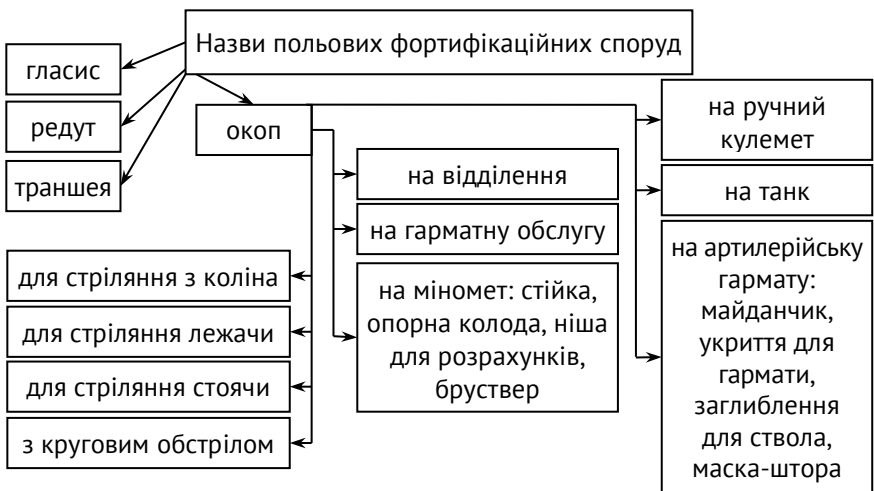 Назви польових фортифікаційних споруд
гласис
редут
траншея
окоп
для стріляння з коліна
для стріляння лежачи
для стріляння стоячи
з круговим обстрілом
на відділення
на гарматну обслугу
на міномет: стійка,
опорна колода, ніша
для розрахунків,
бруствер
на ручний
кулемет
на танк
на артилерійську
гармату:
майданчик,
укриття для
гармати,
заглиблення
для ствола,
маска-штора